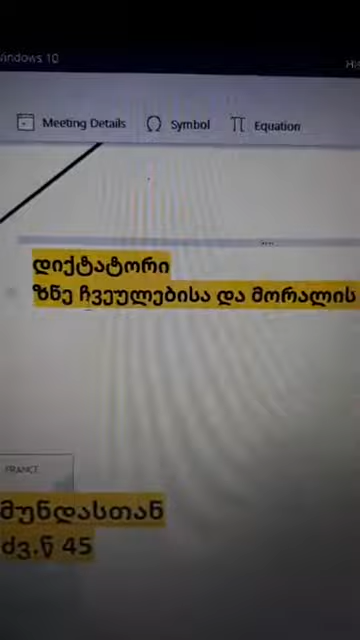 Windows 10
Meeting Details Symbol Equation
დიქტატორი
ზნე ჩვეულებისა და მორალის
FRANCE
მუნდასთან
ძვ.წ 45